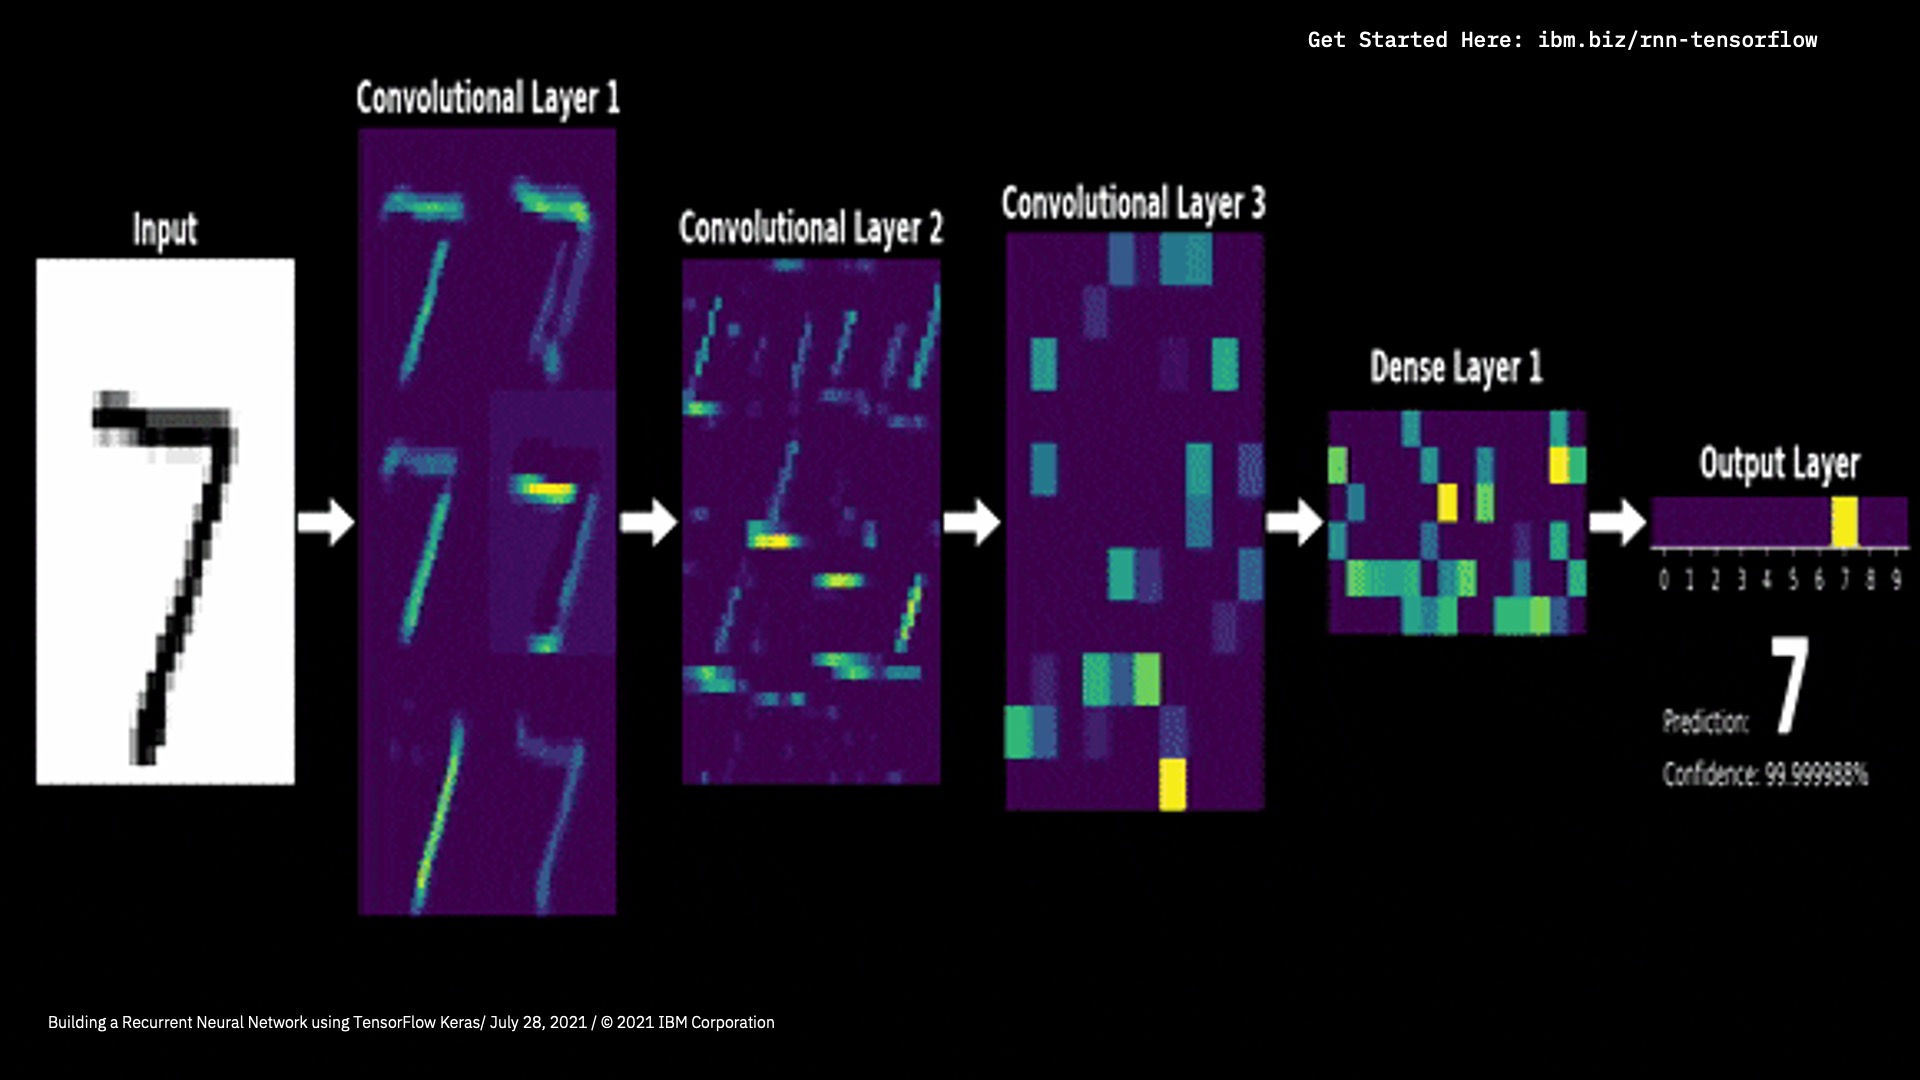 Get Started Here: ibm.biz/rnn-tensorflow
Convolutional Layer 1
Convolutional Layer 3
Input
Convolutional Layer 2
Dense Layer 1
Output Layer
0 1 2 3 4 5 6 7 8 9
7
Prediction:
Confidence: 99.999988%
Building a Recurrent Neural Network using TensorFlow Keras/ July 28, 2021 / © 2021 IBM Corporation